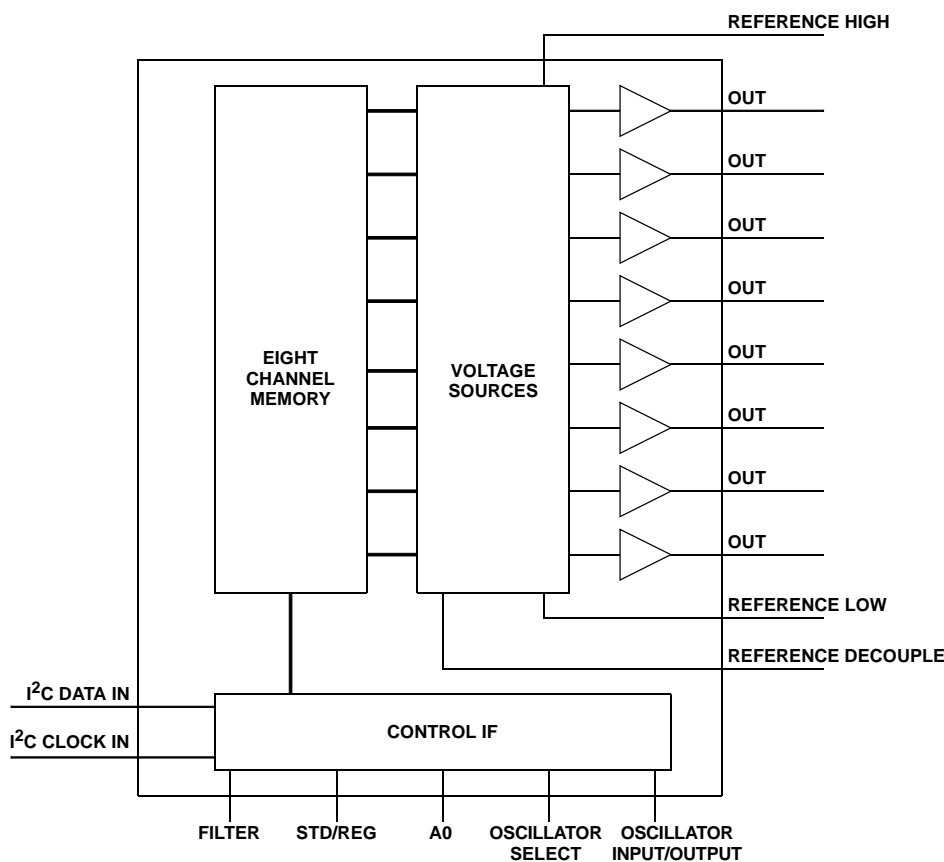 REFERENCE HIGH
OUT
OUT
OUT
OUT
OUT
OUT
OUT
OUT
EIGHT
CHANNEL
MEMORY
VOLTAGE
SOURCES
REFERENCE LOW
REFERENCE DECOUPLE
I²C DATA IN
I²C CLOCK IN
CONTROL IF
FILTER
STD/REG
A0
OSCILLATOR
SELECT
OSCILLATOR
INPUT/OUTPUT